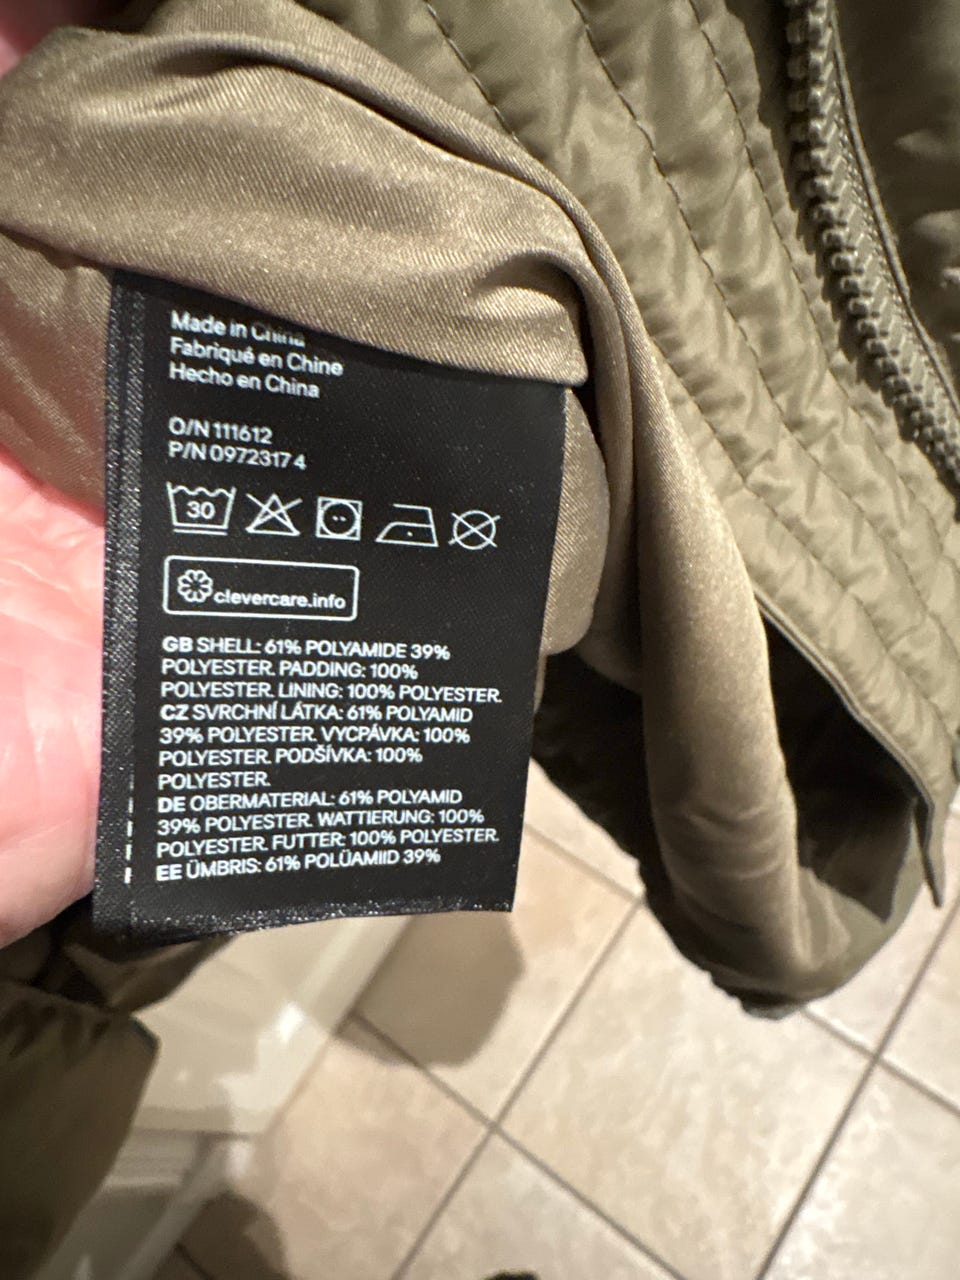 Made in China
Fabriqué en Chine
Hecho en China
O/N 111612
P/N 0972317 4
30
clevercare.info
GB SHELL: 61% POLYAMIDE 39%
POLYESTER. PADDING: 100%
POLYESTER. LINING: 100% POLYESTER.
CZ SVRCHNÍ LÁTKA: 61% POLYAMID
39% POLYESTER. VYCPÁVKA: 100%
POLYESTER. PODŠÍVKA: 100%
POLYESTER.
DE OBERMATERIAL: 61% POLYAMID
39% POLYESTER. WATTIERUNG: 100%
POLYESTER. FUTTER: 100% POLYESTER.
EE ÜMBRIS: 61% POLÜAMIID 39%